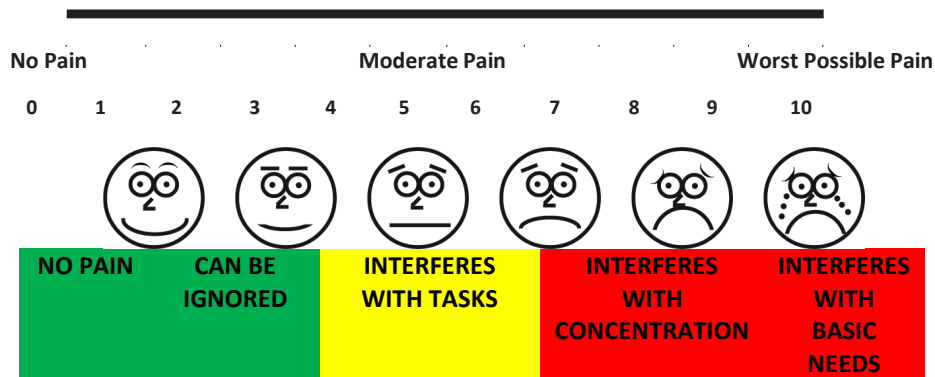 No Pain Moderate Pain Worst Possible Pain
0 1 2 3 4 5 6 7 8 9 10
NO PAIN CAN BE INTERFERES INTERFERES INTERFERES
IGNORED WITH TASKS WITH WITH
CONCENTRATION BASIC
NEEDS